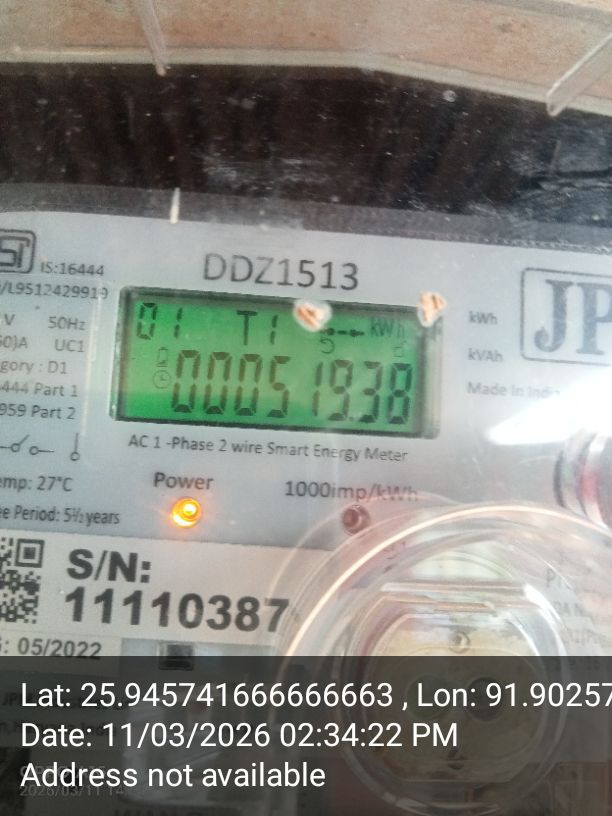 IS:16444
DDZ1513
/L9512429919
V 50Hz
UC1
01 T1 kWh
00051938
kWh
kVAh
JP
gory : D1
444 Part 1
959 Part 2
Made in Indi
AC 1 -Phase 2 wire Smart Energy Meter
emp: 27°C
Power
1000imp/kWh
ee Period: 5½ years
S/N:
11110387
G: 05/2022
Lat: 25.945741666666663 , Lon: 91.90257
Date: 11/03/2026 02:34:22 PM
Address not available